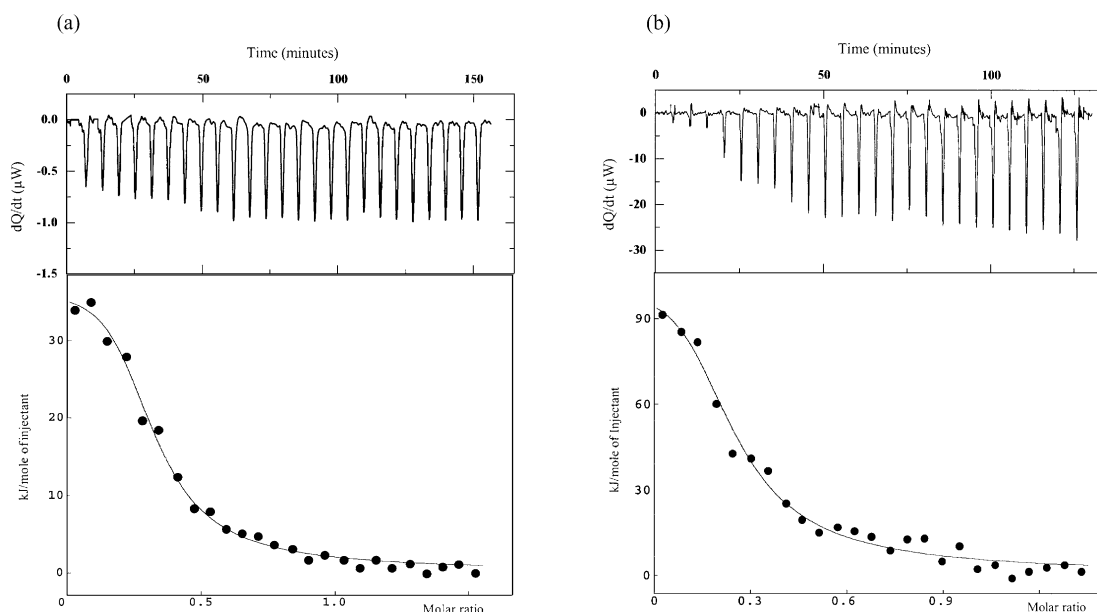 (a)
Time (minutes)
0 50 100 150
0.0
-0.5
-1.0
-1.5
dQ/dt (µW)
30
20
10
0
kJ/mole of injectant
0 0.5 1.0 Molar ratio
(b)
Time (minutes)
0 50 100
5
0
-10
-20
-30
dQ/dt (µW)
90
60
30
0
kJ/mole of Injectant
0 0.3 0.6 0.9 Molar ratio